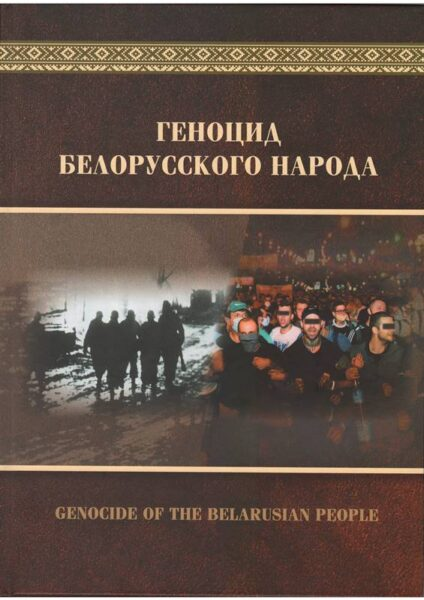 ГЕНОЦИД
БЕЛОРУССКОГО НАРОДА
GENOCIDE OF THE BELARUSIAN PEOPLE